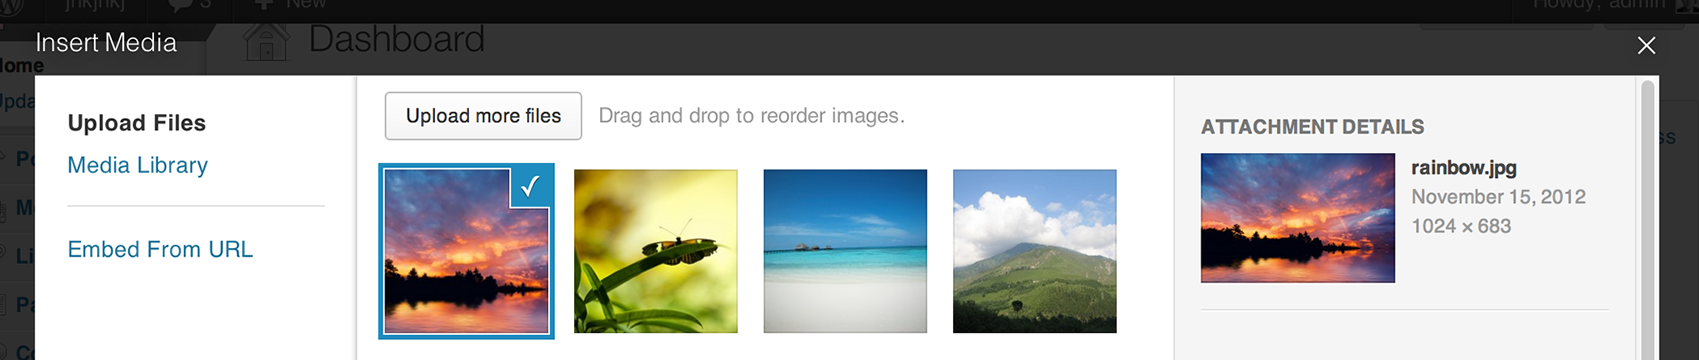 jhkjhkj 3 New Howdy, admin
Insert Media
Dashboard
Home
Upda
Upload Files
Media Library
Embed From URL
Upload more files
Drag and drop to reorder images.
ATTACHMENT DETAILS
rainbow.jpg
November 15, 2012
1024 × 683
Po
Me
Li
Pa
Co
ss